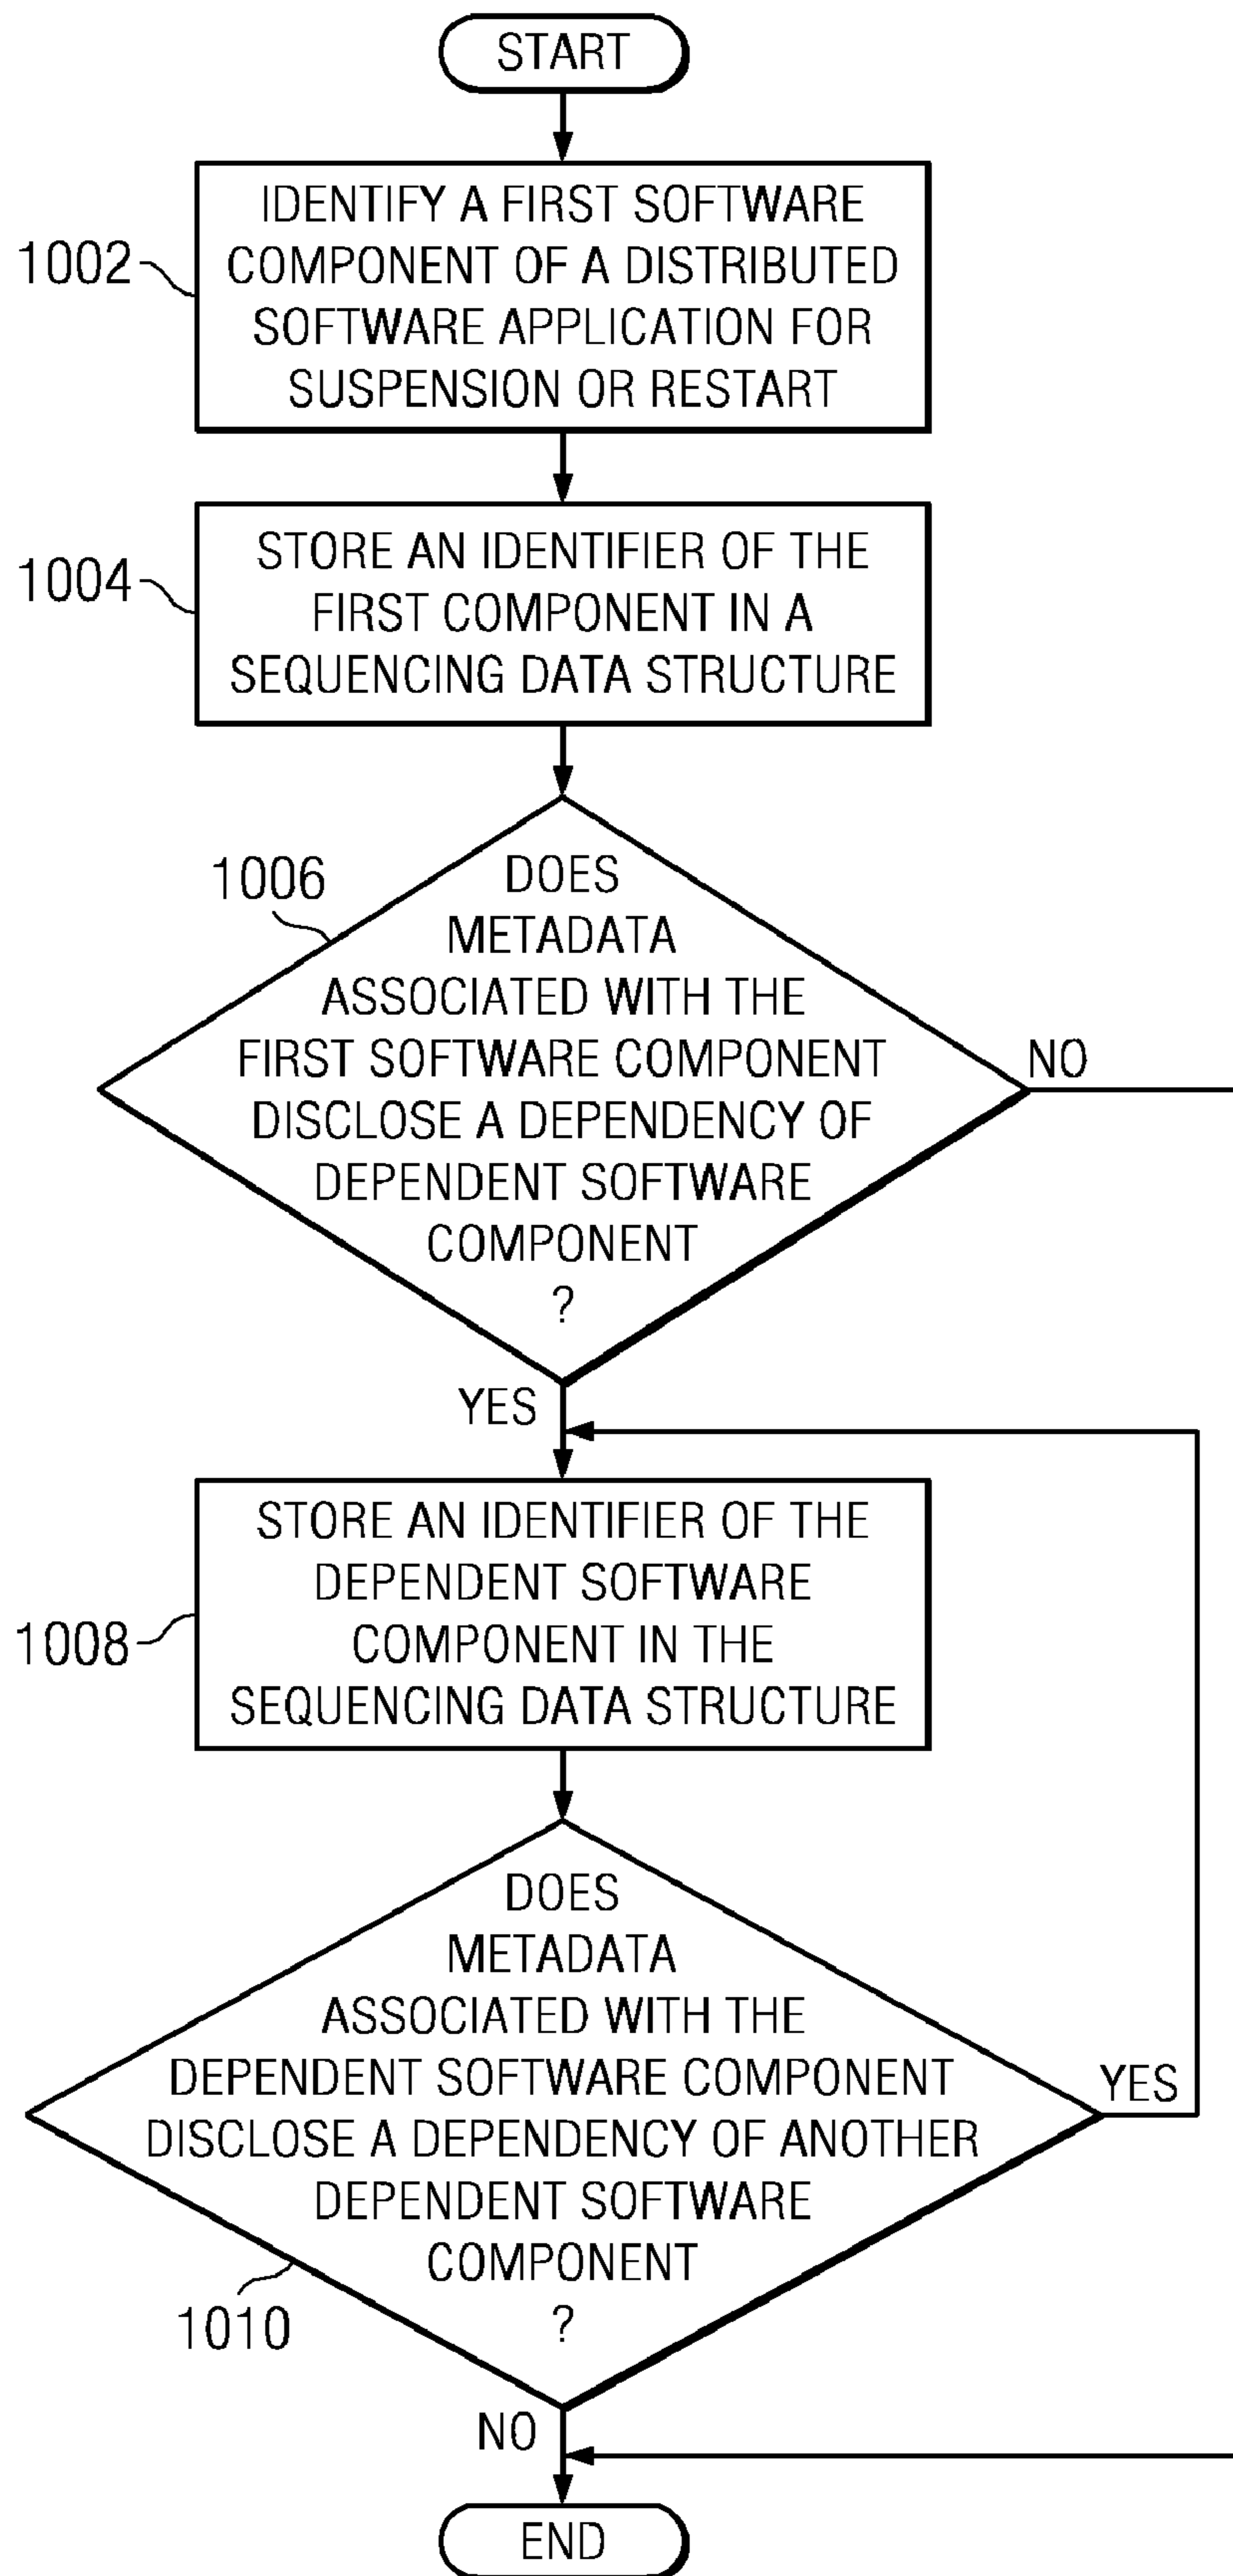 START
IDENTIFY A FIRST SOFTWARE
COMPONENT OF A DISTRIBUTED
SOFTWARE APPLICATION FOR
SUSPENSION OR RESTART
1002
STORE AN IDENTIFIER OF THE
FIRST COMPONENT IN A
SEQUENCING DATA STRUCTURE
1004
1006
DOES
METADATA
ASSOCIATED WITH THE
FIRST SOFTWARE COMPONENT
DISCLOSE A DEPENDENCY OF
DEPENDENT SOFTWARE
COMPONENT
?
NO
YES
STORE AN IDENTIFIER OF THE
DEPENDENT SOFTWARE
COMPONENT IN THE
SEQUENCING DATA STRUCTURE
1008
DOES
METADATA
ASSOCIATED WITH THE
DEPENDENT SOFTWARE COMPONENT
DISCLOSE A DEPENDENCY OF ANOTHER
DEPENDENT SOFTWARE
COMPONENT
?
YES
1010
NO
END